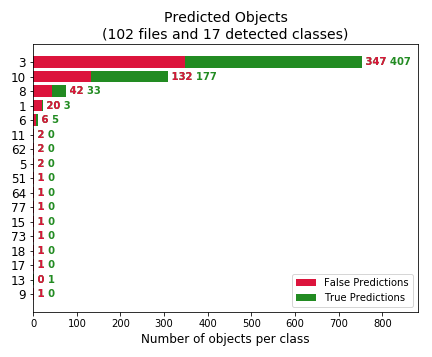 Predicted Objects
(102 files and 17 detected classes)
3 347 407
10 132 177
8 42 33
1 20 3
6 6 5
11 2 0
62 2 0
5 2 0
51 1 0
64 1 0
77 1 0
15 1 0
73 1 0
18 1 0
17 1 0
13 0 1
9 1 0
False Predictions
True Predictions
0 100 200 300 400 500 600 700 800
Number of objects per class